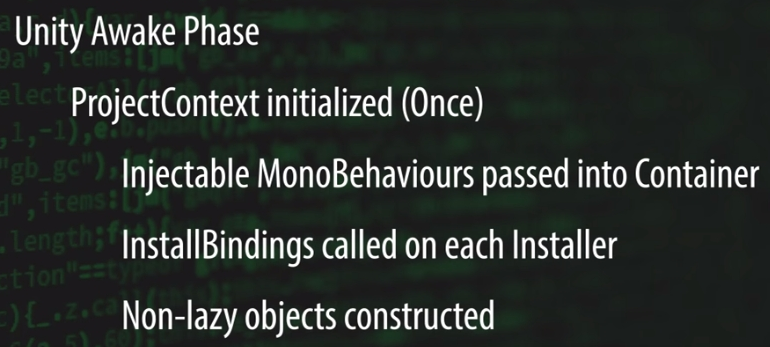 Unity Awake Phase
ProjectContext initialized (Once)
Injectable MonoBehaviours passed into Container
InstallBindings called on each Installer
Non-lazy objects constructed